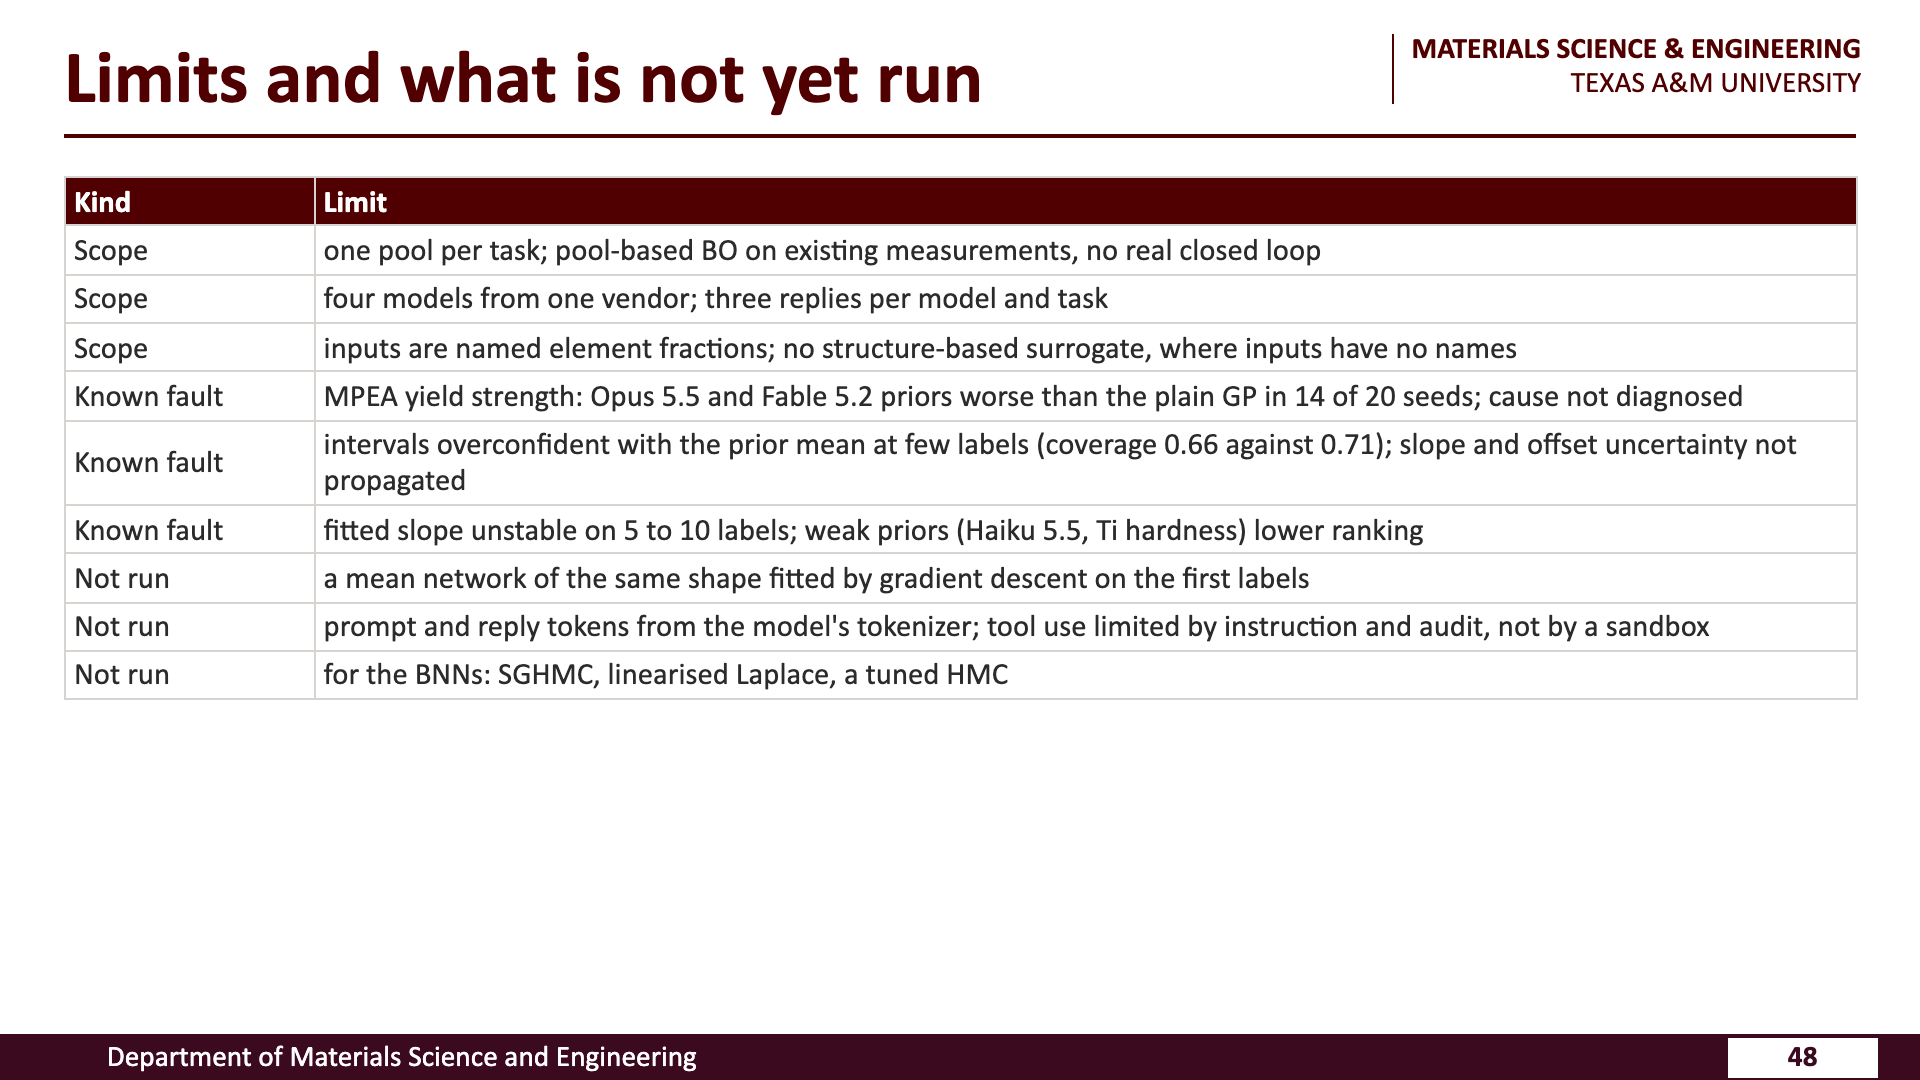 Limits and what is not yet run
MATERIALS SCIENCE & ENGINEERING
TEXAS A&M UNIVERSITY
Kind Limit
Scope one pool per task; pool-based BO on existing measurements, no real closed loop
Scope four models from one vendor; three replies per model and task
Scope inputs are named element fractions; no structure-based surrogate, where inputs have no names
Known fault MPEA yield strength: Opus 5.5 and Fable 5.2 priors worse than the plain GP in 14 of 20 seeds; cause not diagnosed
Known fault intervals overconfident with the prior mean at few labels (coverage 0.66 against 0.71); slope and offset uncertainty not
propagated
Known fault fitted slope unstable on 5 to 10 labels; weak priors (Haiku 5.5, Ti hardness) lower ranking
Not run a mean network of the same shape fitted by gradient descent on the first labels
Not run prompt and reply tokens from the model's tokenizer; tool use limited by instruction and audit, not by a sandbox
Not run for the BNNs: SGHMC, linearised Laplace, a tuned HMC
Department of Materials Science and Engineering
48